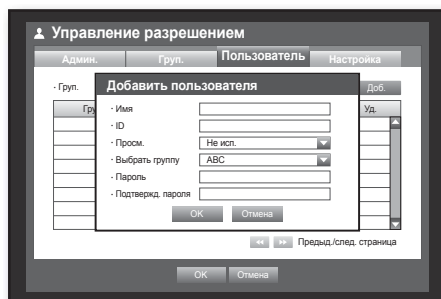 Управление разрешением
Админ. Груп. Пользователь Настройка
· Груп. Доб.
Гру Уд.
Добавить пользователя
· Имя
· ID
· Просм. Не исп.
· Выбрать группу ABC
· Пароль
· Подтвержд. пароля
OK Отмена
Предыд./след. страница
OK Отмена